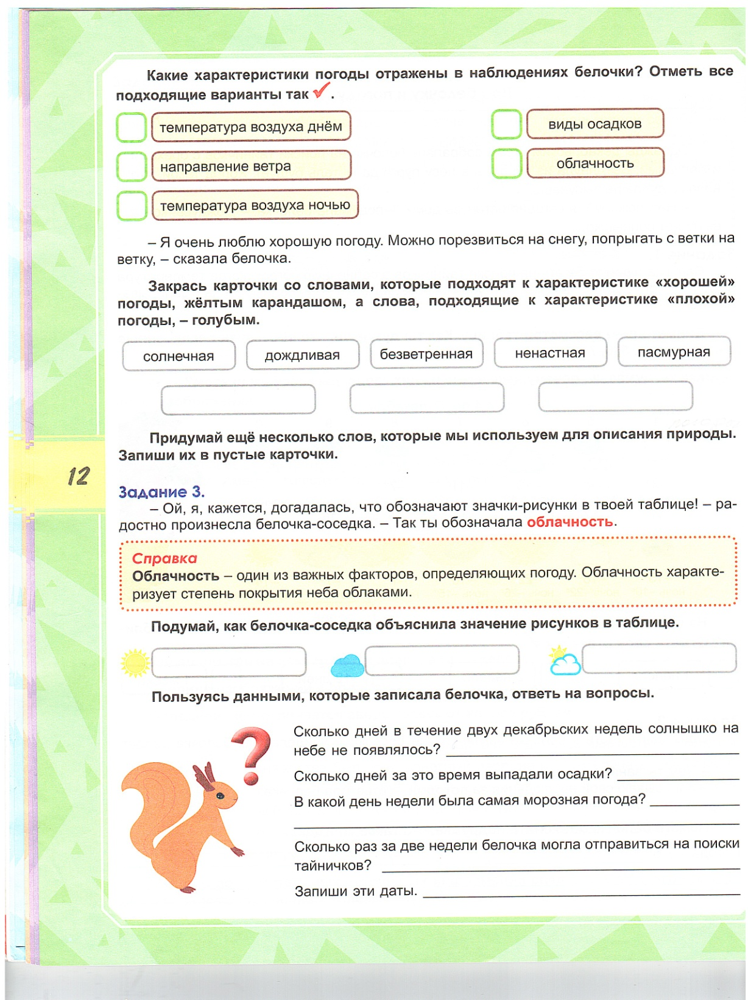 Какие характеристики погоды отражены в наблюдениях белочки? Отметь все
подходящие варианты так ✓.
температура воздуха днём
виды осадков
направление ветра
облачность
температура воздуха ночью
– Я очень люблю хорошую погоду. Можно порезвиться на снегу, попрыгать с ветки на
ветку, – сказала белочка.
Закрась карточки со словами, которые подходят к характеристике «хорошей»
погоды, жёлтым карандашом, а слова, подходящие к характеристике «плохой»
погоды, – голубым.
солнечная дождливая безветренная ненастная пасмурная
Придумай ещё несколько слов, которые мы используем для описания природы.
Запиши их в пустые карточки.
12
Задание 3.
– Ой, я, кажется, догадалась, что обозначают значки-рисунки в твоей таблице! – ра-
достно произнесла белочка-соседка. – Так ты обозначала облачность.
Справка
Облачность – один из важных факторов, определяющих погоду. Облачность характе-
ризует степень покрытия неба облаками.
Подумай, как белочка-соседка объяснила значение рисунков в таблице.
Пользуясь данными, которые записала белочка, ответь на вопросы.
?
Сколько дней в течение двух декабрьских недель солнышко на
небе не появлялось?
Сколько дней за это время выпадали осадки?
В какой день недели была самая морозная погода?
Сколько раз за две недели белочка могла отправиться на поиски
тайничков?
Запиши эти даты.